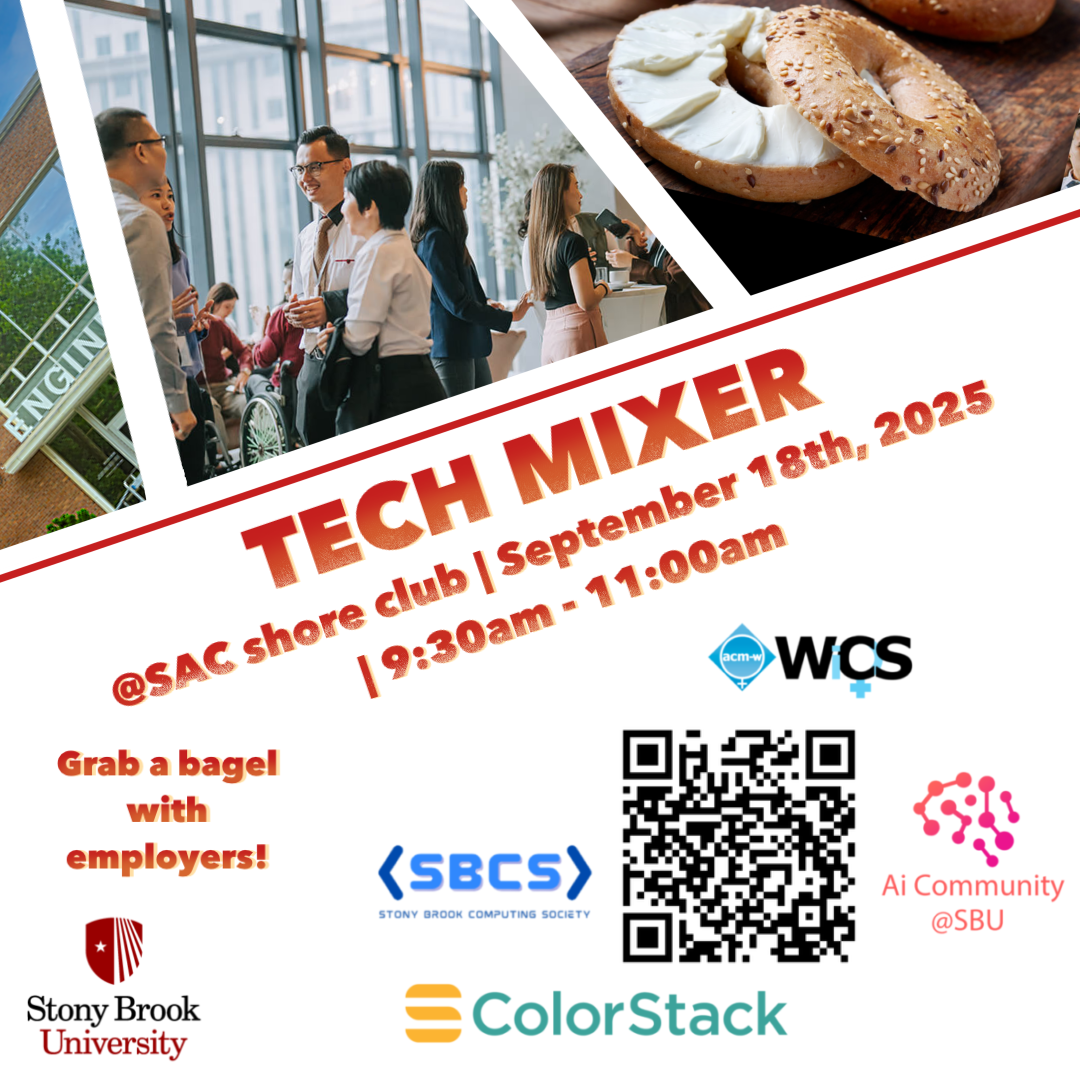 ENGIN
TECH MIXER
@SAC shore club | September 18th, 2025
| 9:30am - 11:00am
acm-w WiCS
Grab a bagel
with
employers!
<SBCS>
STONY BROOK COMPUTING SOCIETY
Ai Community
@SBU
Stony Brook
University
ColorStack